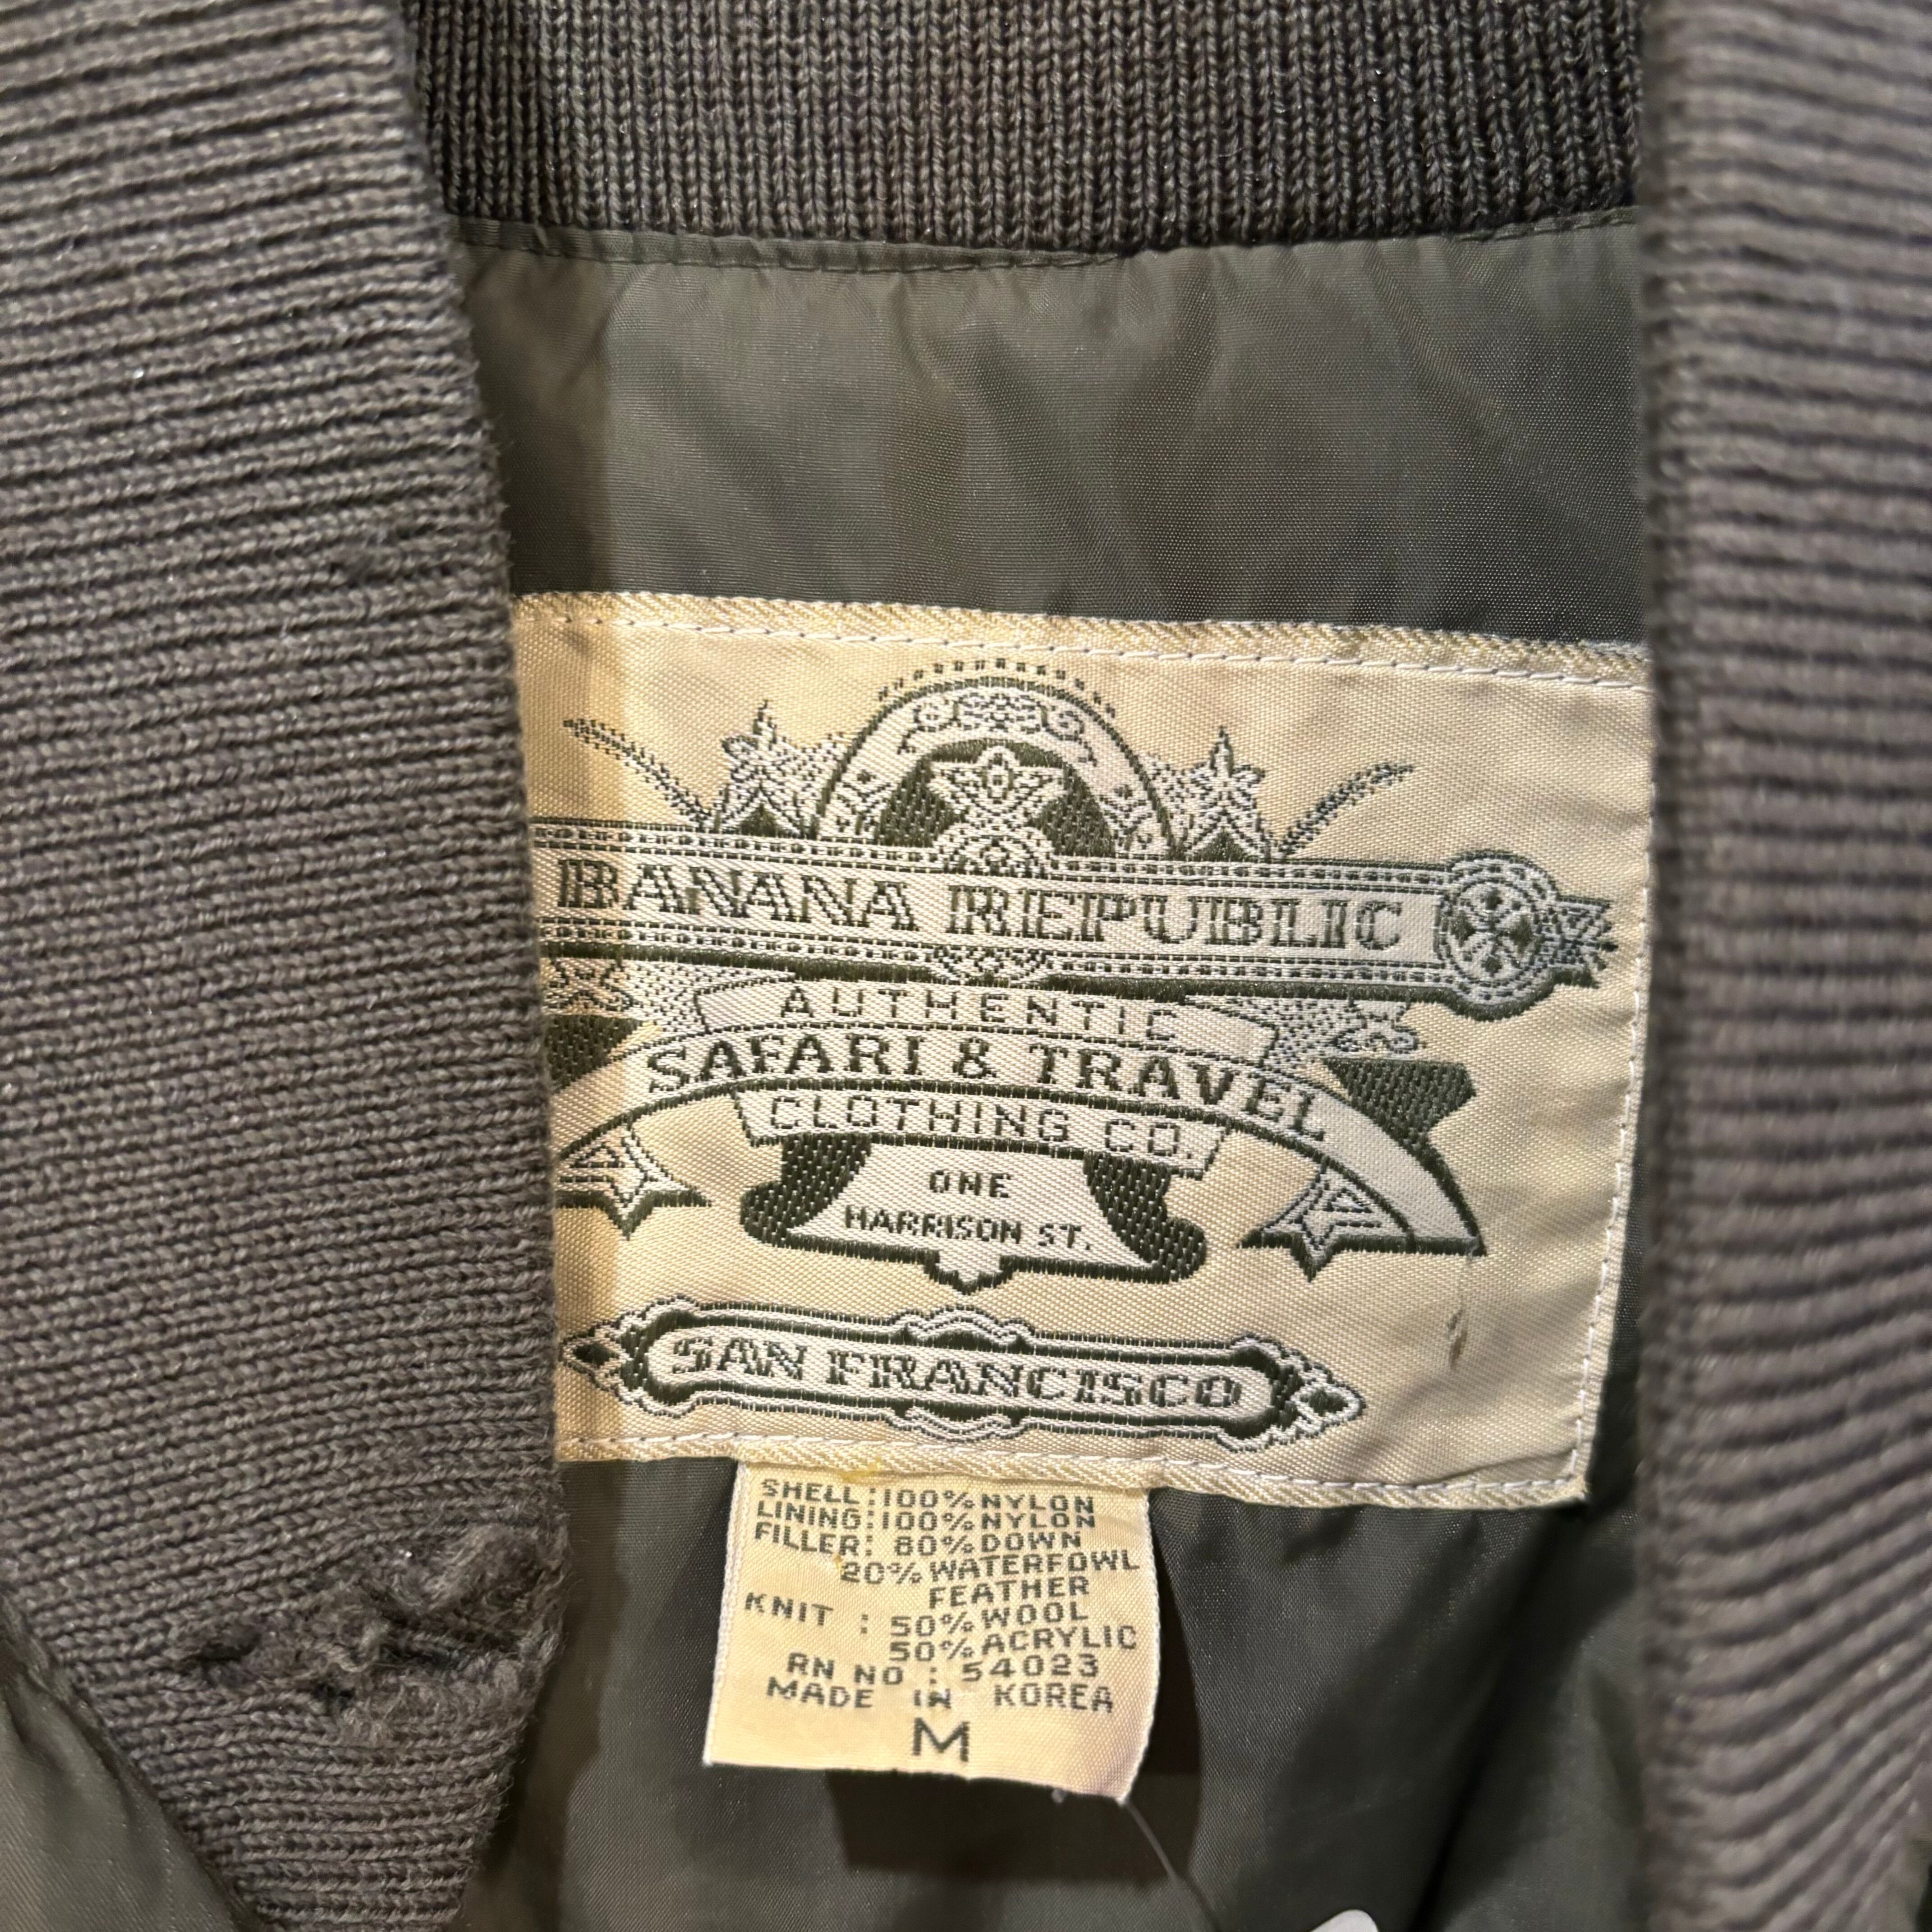 BANANA REPUBLIC
AUTHENTIC
SAFARI & TRAVEL
CLOTHING CO.
ONE
HARRISON ST.
SAN FRANCISCO
SHELL:100%NYLON
LINING:100%NYLON
FILLER: 80%DOWN
20%WATERFOWL
FEATHER
KNIT : 50%WOOL
50%ACRYLIC
RN NO : 54023
MADE IN KOREA
M